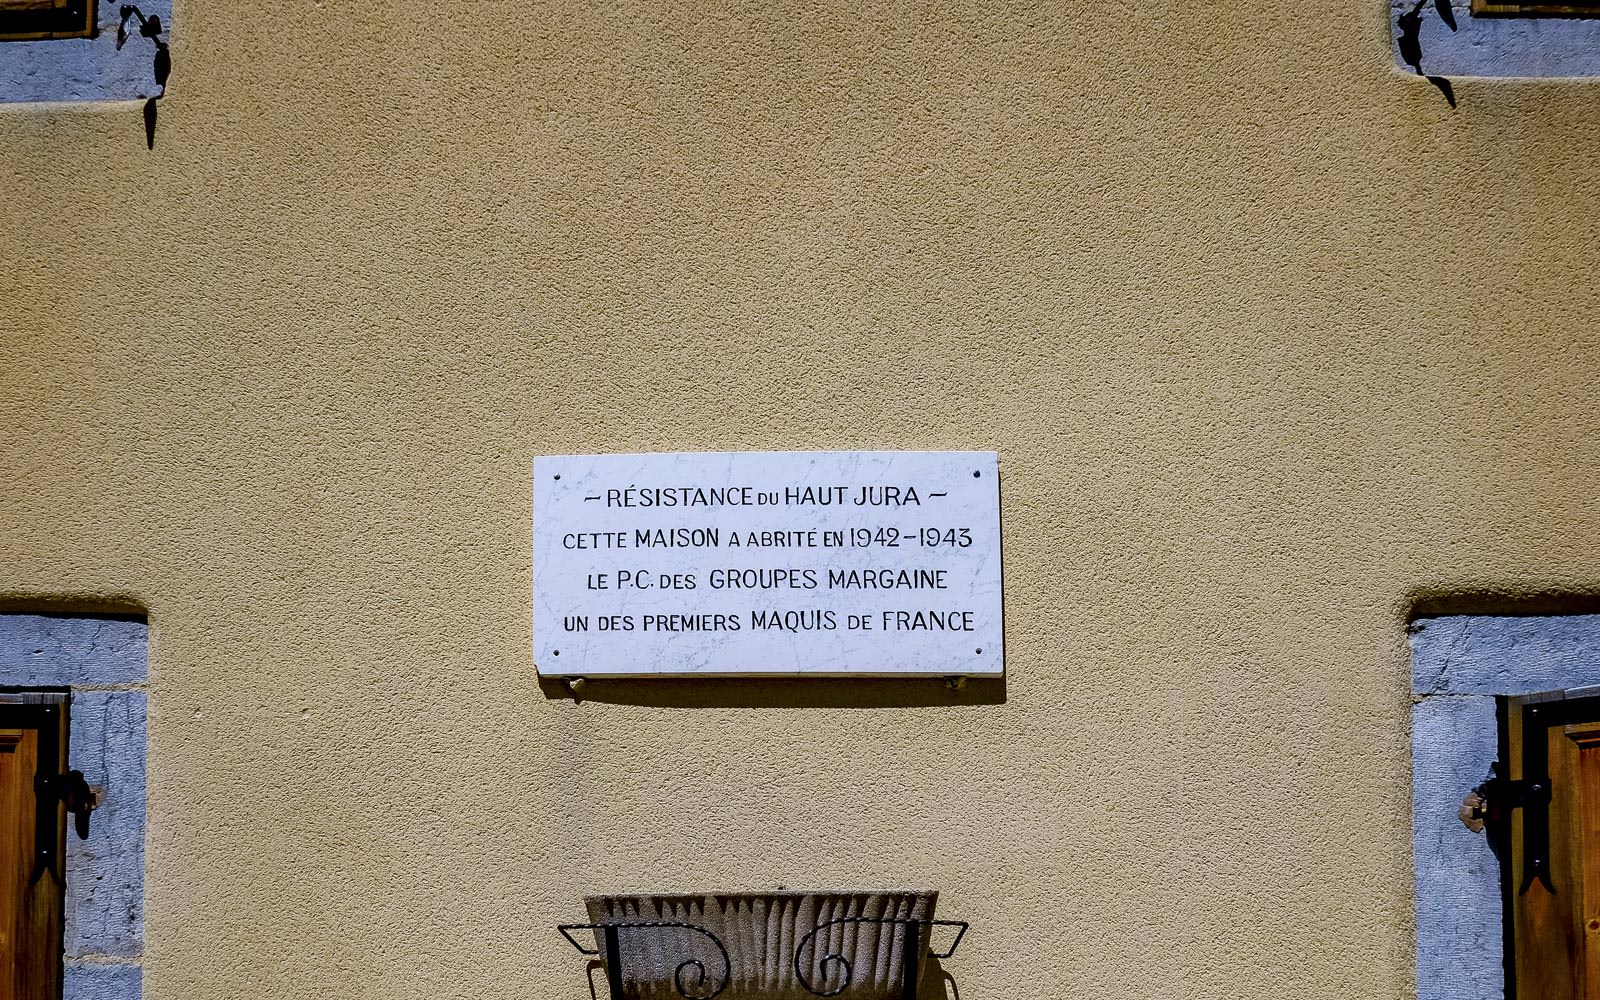 ~ RÉSISTANCE DU HAUT JURA ~
CETTE MAISON A ABRITÉ EN 1942-1943
LE P.C. DES GROUPES MARGAINE
UN DES PREMIERS MAQUIS DE FRANCE